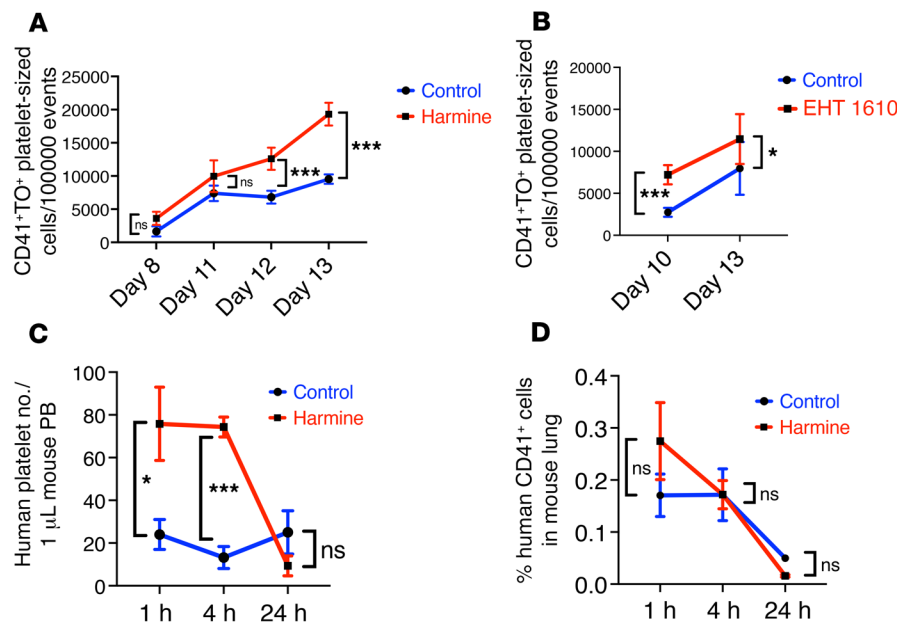 A
CD41⁺TO⁺ platelet-sized
cells/100000 events
25000
20000
15000
10000
5000
0
ns
ns
***
***
Control
Harmine
Day 8
Day 11
Day 12
Day 13
B
CD41⁺TO⁺ platelet-sized
cells/100000 events
20000
15000
10000
5000
0
***
*
Control
EHT 1610
Day 10
Day 13
C
Human platelet no./
1 μL mouse PB
100
80
60
40
20
0
*
***
ns
Control
Harmine
1 h
4 h
24 h
D
% human CD41⁺ cells
in mouse lung
0.4
0.3
0.2
0.1
0.0
ns
ns
ns
Control
Harmine
1 h
4 h
24 h